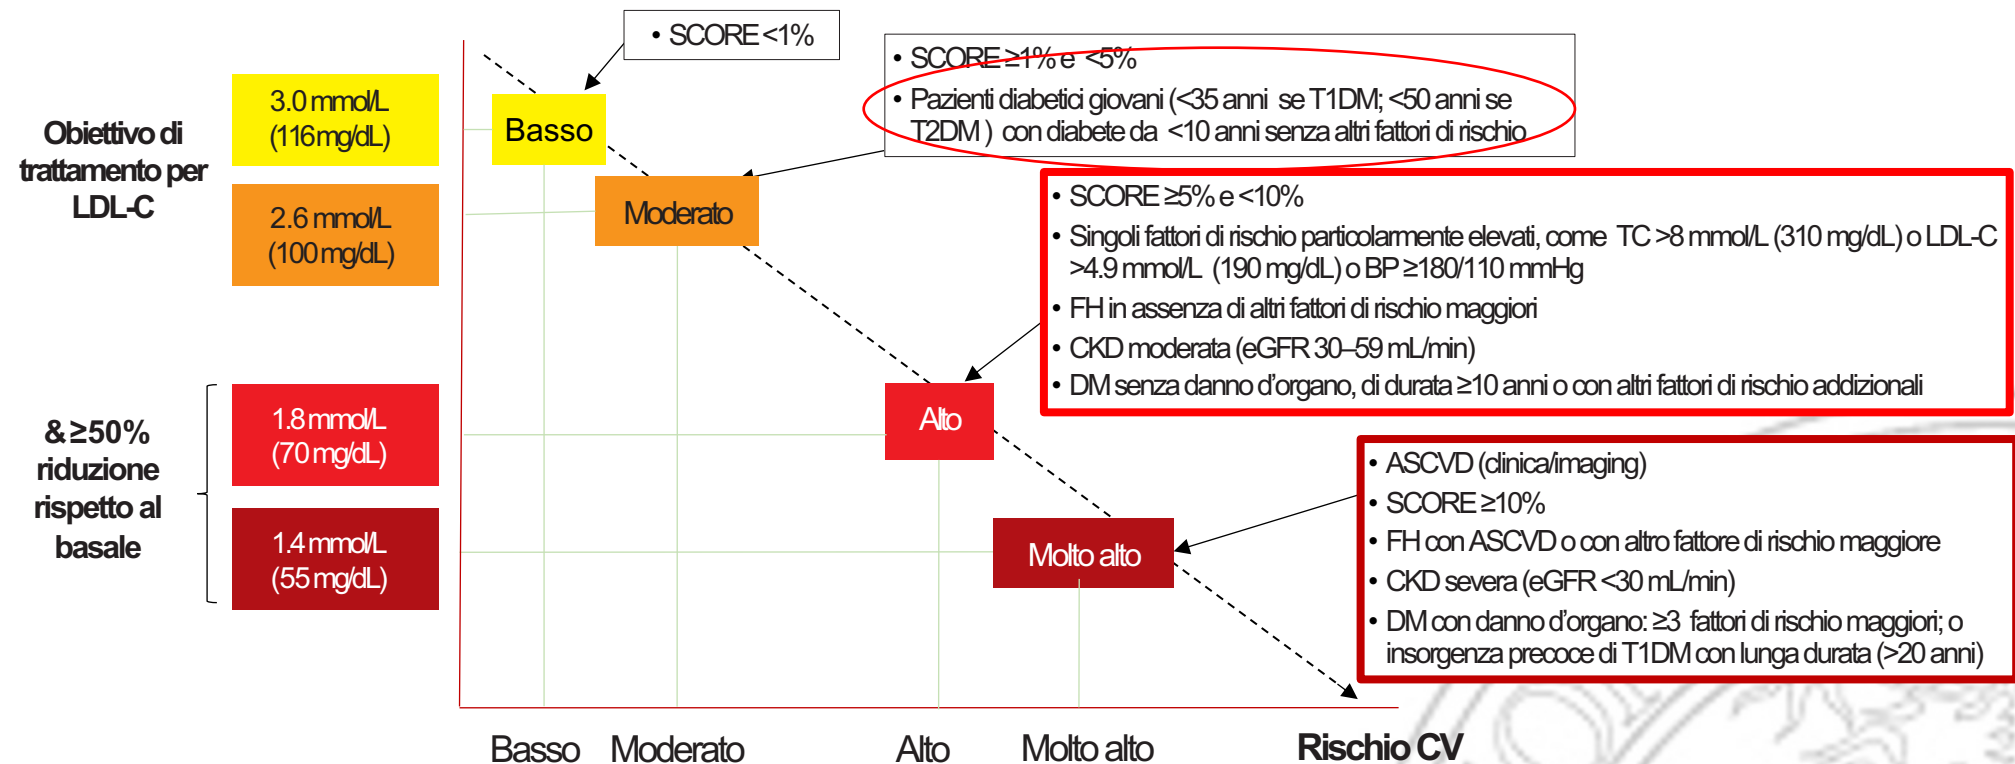 • SCORE <1%
• SCORE ≥1% e <5%
• Pazienti diabetici giovani (<35 anni se T1DM; <50 anni se
T2DM ) con diabete da <10 anni senza altri fattori di rischio
Obiettivo di
trattamento per
LDL-C
3.0 mmol/L
(116 mg/dL)
Basso
2.6 mmol/L
(100 mg/dL)
Moderato
• SCORE ≥5% e <10%
• Singoli fattori di rischio particolarmente elevati, come TC >8 mmol/L (310 mg/dL) o LDL-C
>4.9 mmol/L (190 mg/dL) o BP ≥180/110 mmHg
• FH in assenza di altri fattori di rischio maggiori
• CKD moderata (eGFR 30–59 mL/min)
• DM senza danno d’organo, di durata ≥10 anni o con altri fattori di rischio addizionali
& ≥50%
riduzione
rispetto al
basale
1.8 mmol/L
(70 mg/dL)
Alto
1.4 mmol/L
(55 mg/dL)
Molto alto
• ASCVD (clinica/imaging)
• SCORE ≥10%
• FH con ASCVD o con altro fattore di rischio maggiore
• CKD severa (eGFR <30 mL/min)
• DM con danno d’organo: ≥3 fattori di rischio maggiori; o
insorgenza precoce di T1DM con lunga durata (>20 anni)
Basso Moderato Alto Molto alto Rischio CV